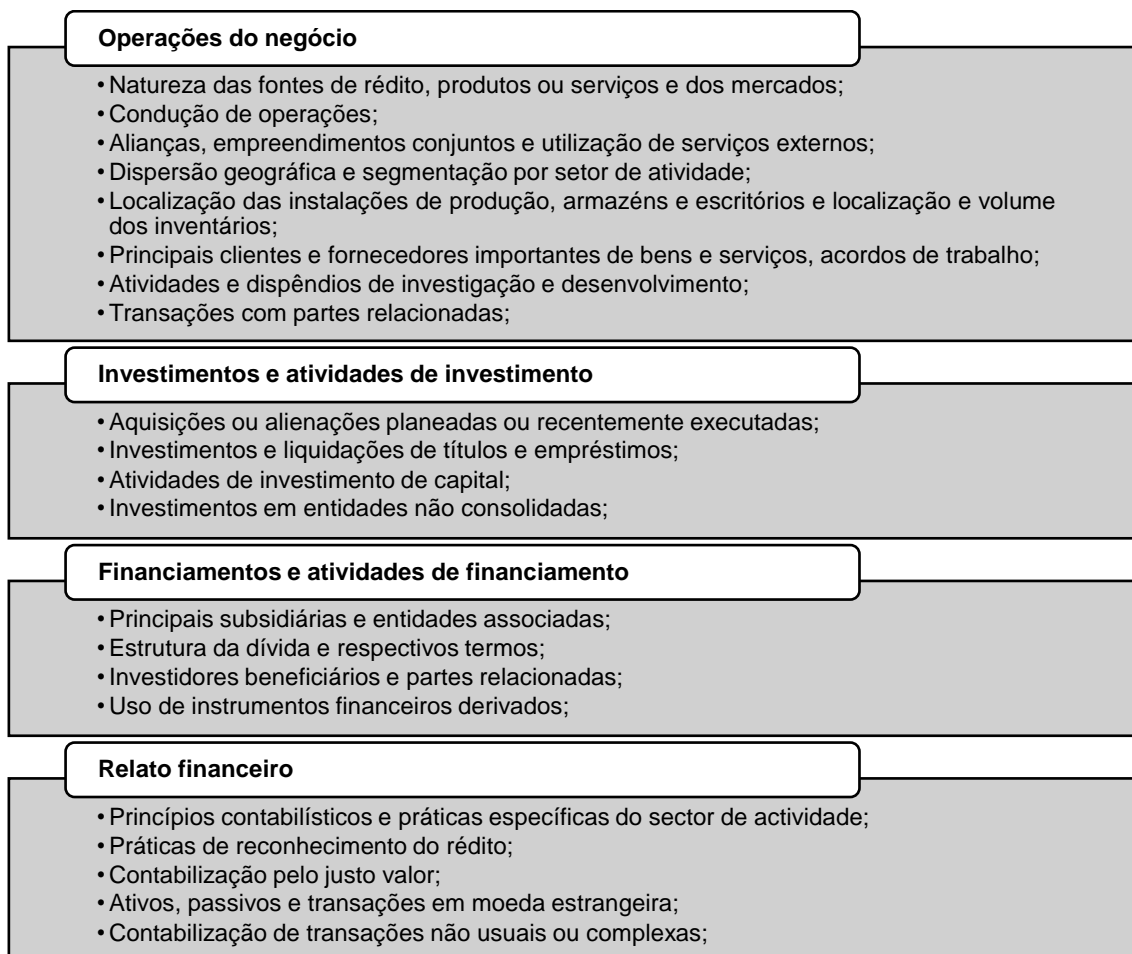 Operações do negócio
•Natureza das fontes de rédito, produtos ou serviços e dos mercados;
•Condução de operações;
•Alianças, empreendimentos conjuntos e utilização de serviços externos;
•Dispersão geográfica e segmentação por setor de atividade;
•Localização das instalações de produção, armazéns e escritórios e localização e volume
dos inventários;
•Principais clientes e fornecedores importantes de bens e serviços, acordos de trabalho;
•Atividades e dispêndios de investigação e desenvolvimento;
•Transações com partes relacionadas;
Investimentos e atividades de investimento
•Aquisições ou alienações planeadas ou recentemente executadas;
•Investimentos e liquidações de títulos e empréstimos;
•Atividades de investimento de capital;
•Investimentos em entidades não consolidadas;
Financiamentos e atividades de financiamento
•Principais subsidiárias e entidades associadas;
•Estrutura da dívida e respectivos termos;
•Investidores beneficiários e partes relacionadas;
•Uso de instrumentos financeiros derivados;
Relato financeiro
•Princípios contabilísticos e práticas específicas do sector de actividade;
•Práticas de reconhecimento do rédito;
•Contabilização pelo justo valor;
•Ativos, passivos e transações em moeda estrangeira;
•Contabilização de transações não usuais ou complexas;